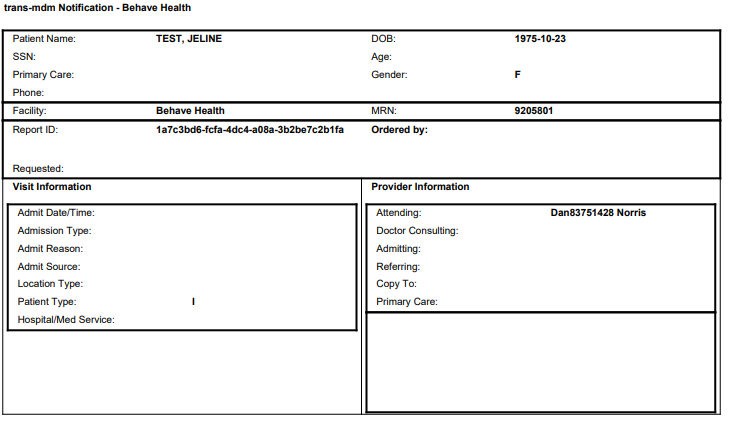 trans-mdm Notification - Behave Health
Patient Name: TEST, JELINE DOB: 1975-10-23
SSN: Age:
Primary Care: Gender: F
Phone:
Facility: Behave Health MRN: 9205801
Report ID: 1a7c3bd6-fcfa-4dc4-a08a-3b2be7c2b1fa Ordered by:
Requested:
Visit Information
Admit Date/Time:
Admission Type:
Admit Reason:
Admit Source:
Location Type:
Patient Type: I
Hospital/Med Service:
Provider Information
Attending: Dan83751428 Norris
Doctor Consulting:
Admitting:
Referring:
Copy To:
Primary Care: